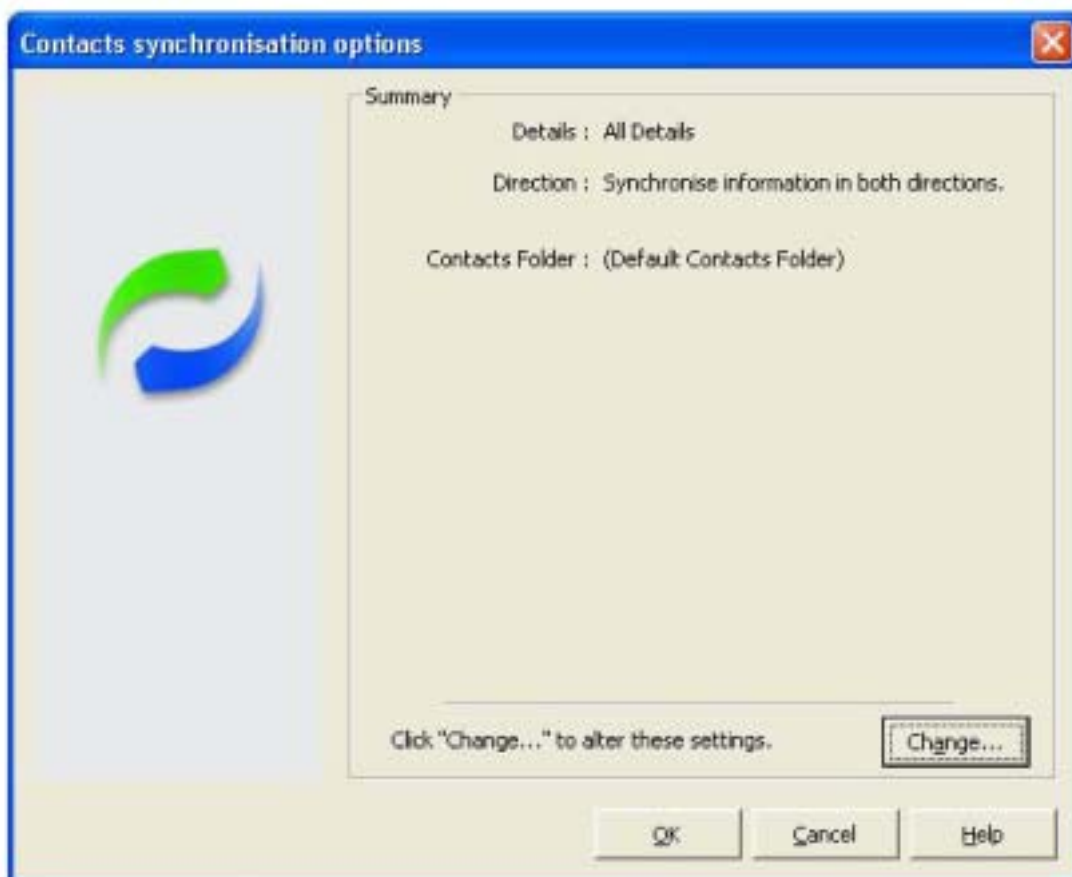 Contacts synchronisation options
Summary
Details : All Details
Direction : Synchronise information in both directions.
Contacts Folder : (Default Contacts Folder)
Click "Change..." to alter these settings.
Change...
OK Cancel Help